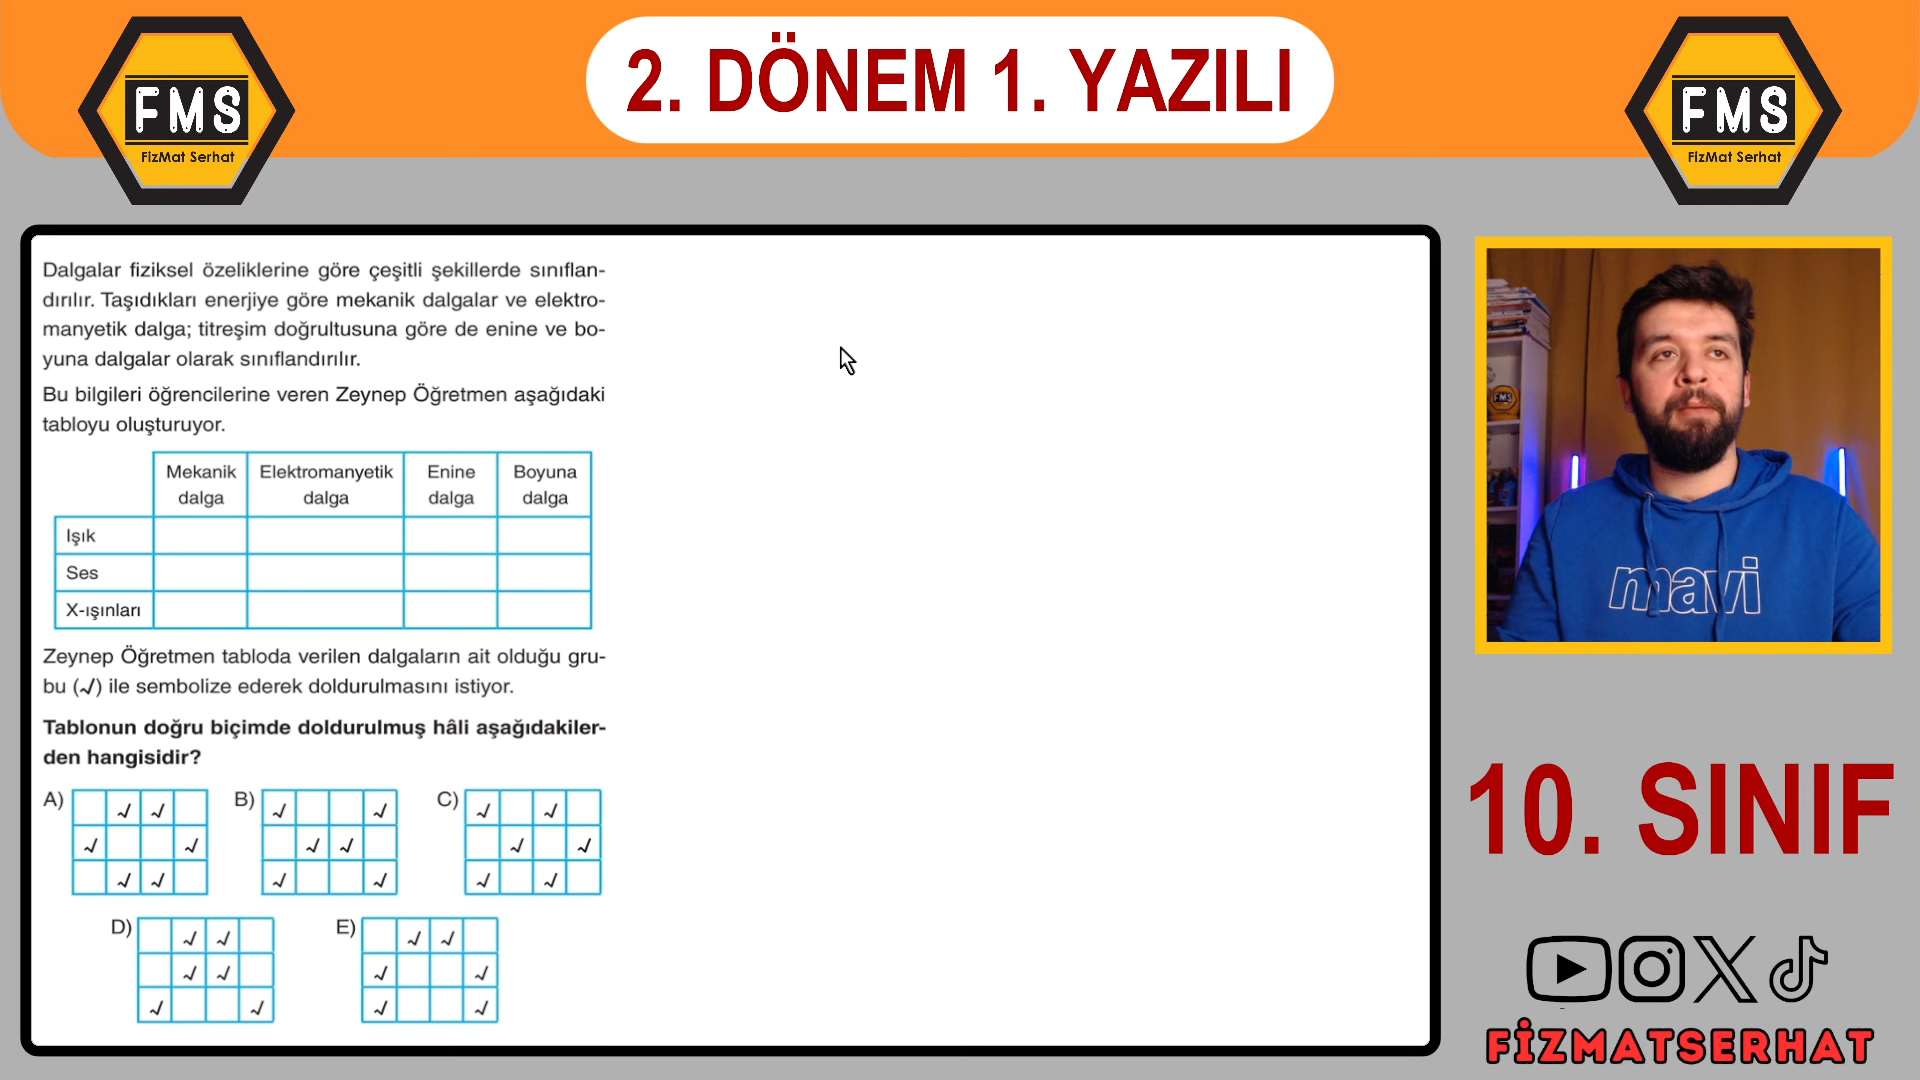 2. DÖNEM 1. YAZILI
FMS
FizMat Serhat
FMS
FizMat Serhat
Dalgalar fiziksel özeliklerine göre çeşitli şekillerde sınıflan-
dırılır. Taşıdıkları enerjiye göre mekanik dalgalar ve elektro-
manyetik dalga; titreşim doğrultusuna göre de enine ve bo-
yuna dalgalar olarak sınıflandırılır.
Bu bilgileri öğrencilerine veren Zeynep Öğretmen aşağıdaki
tabloyu oluşturuyor.
Mekanik dalga
Elektromanyetik dalga
Enine dalga
Boyuna dalga
Işık
Ses
X-ışınları
Zeynep Öğretmen tabloda verilen dalgaların ait olduğu gru-
bu (✓) ile sembolize ederek doldurulmasını istiyor.
Tablonun doğru biçimde doldurulmuş hâli aşağıdakiler-
den hangisidir?
A)
✓ ✓
✓ ✓
✓ ✓
B)
✓ ✓
✓ ✓
✓ ✓
C)
✓ ✓
✓ ✓
✓ ✓
D)
✓ ✓
✓ ✓
✓ ✓
E)
✓ ✓
✓ ✓
✓ ✓
FMS
mavi
10. SINIF
FİZMATSERHAT